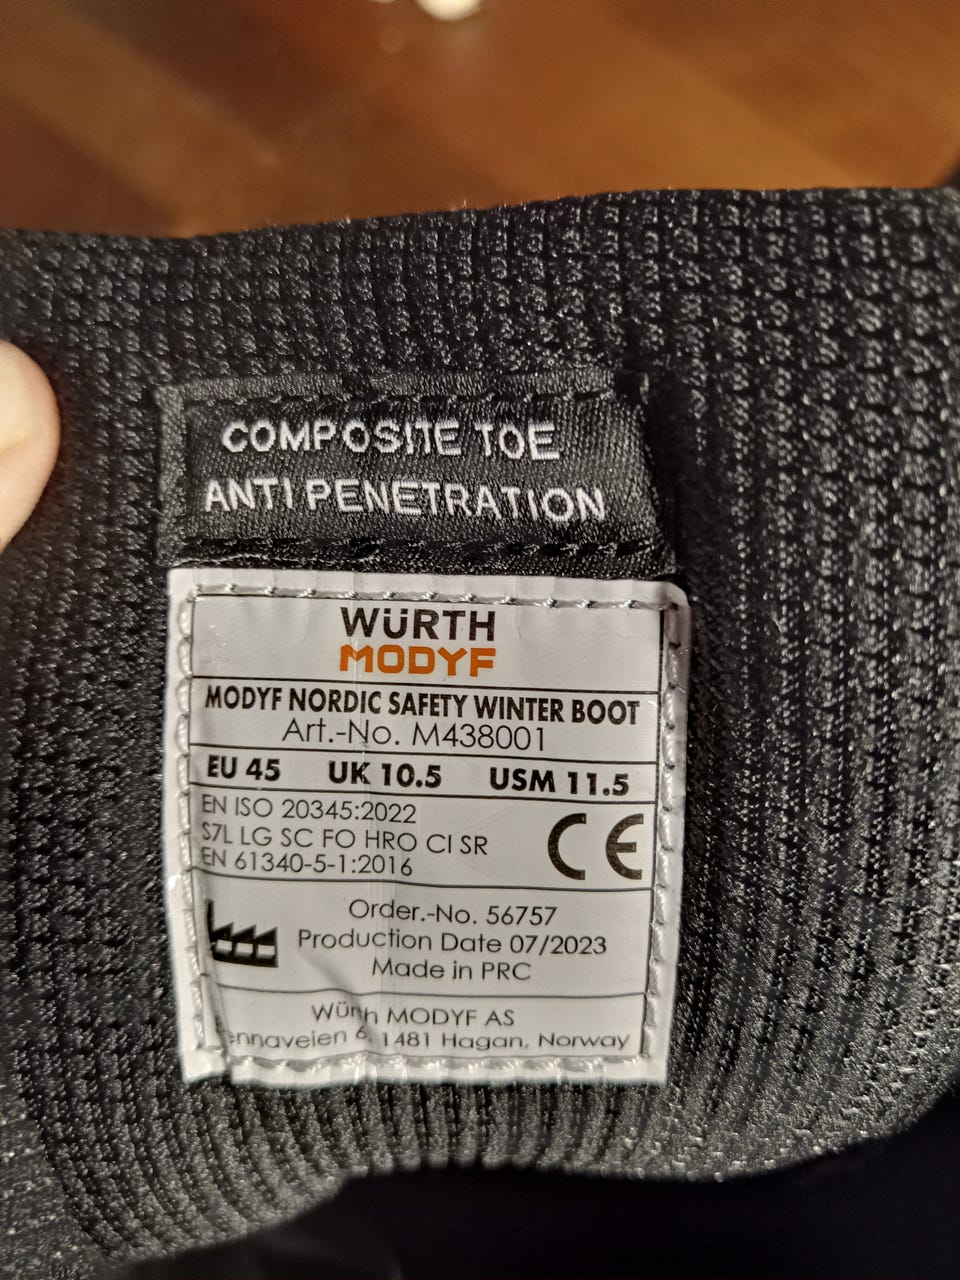 COMPOSITE TOE
ANTI PENETRATION
WÜRTH
MODYF
MODYF NORDIC SAFETY WINTER BOOT
Art.-No. M438001
EU 45 UK 10.5 USM 11.5
EN ISO 20345:2022
S7L LG SC FO HRO CI SR
EN 61340-5-1:2016
CE
Order.-No. 56757
Production Date 07/2023
Made in PRC
Würth MODYF AS
6, 1481 Hagan, Norway